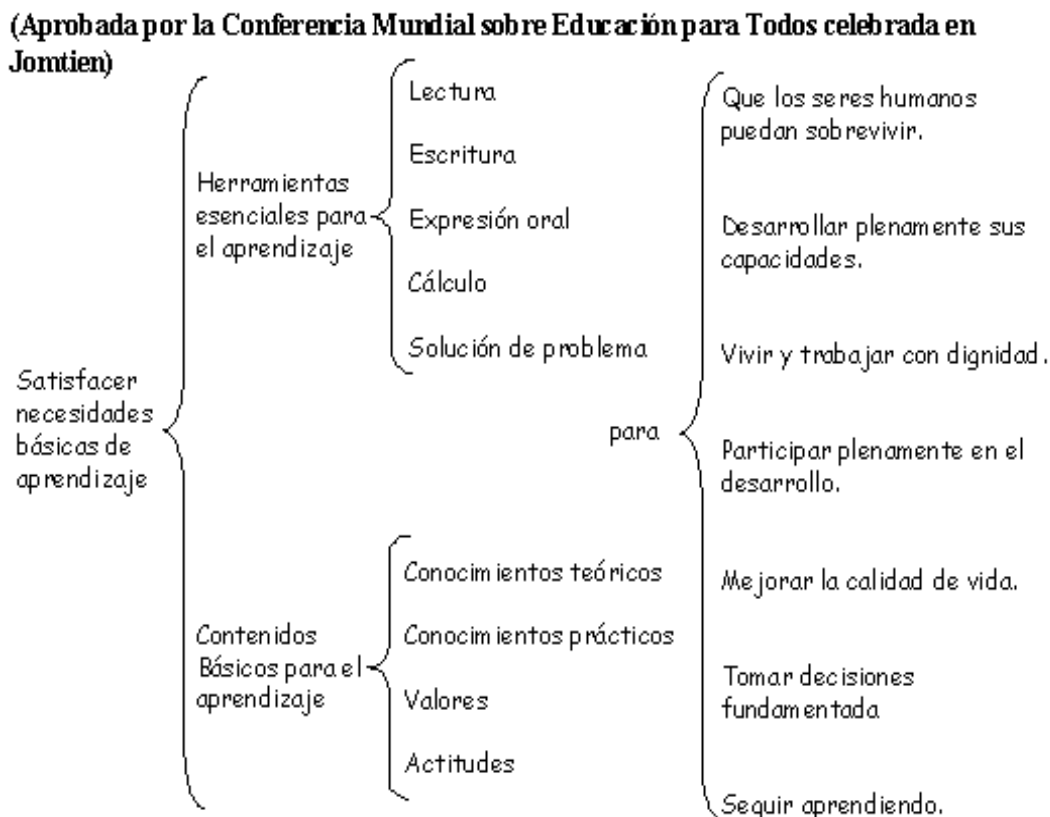 (Aprobada por la Conferencia Mundial sobre Educación para Todos celebrada en
Jomtien)
Satisfacer
necesidades
básicas de
aprendizaje
Herramientas
esenciales para
el aprendizaje
Lectura
Escritura
Expresión oral
Cálculo
Solución de problema
Contenidos
Básicos para el
aprendizaje
Conocimientos teóricos
Conocimientos prácticos
Valores
Actitudes
para
Que los seres humanos
puedan sobrevivir.
Desarrollar plenamente sus
capacidades.
Vivir y trabajar con dignidad.
Participar plenamente en el
desarrollo.
Mejorar la calidad de vida.
Tomar decisiones
fundamentada
Seguir aprendiendo.